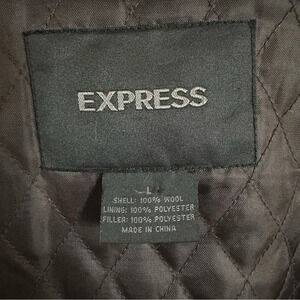 EXPRESS
L
SHELL: 100% WOOL
LINING: 100% POLYESTER
FILLER: 100% POLYESTER
MADE IN CHINA